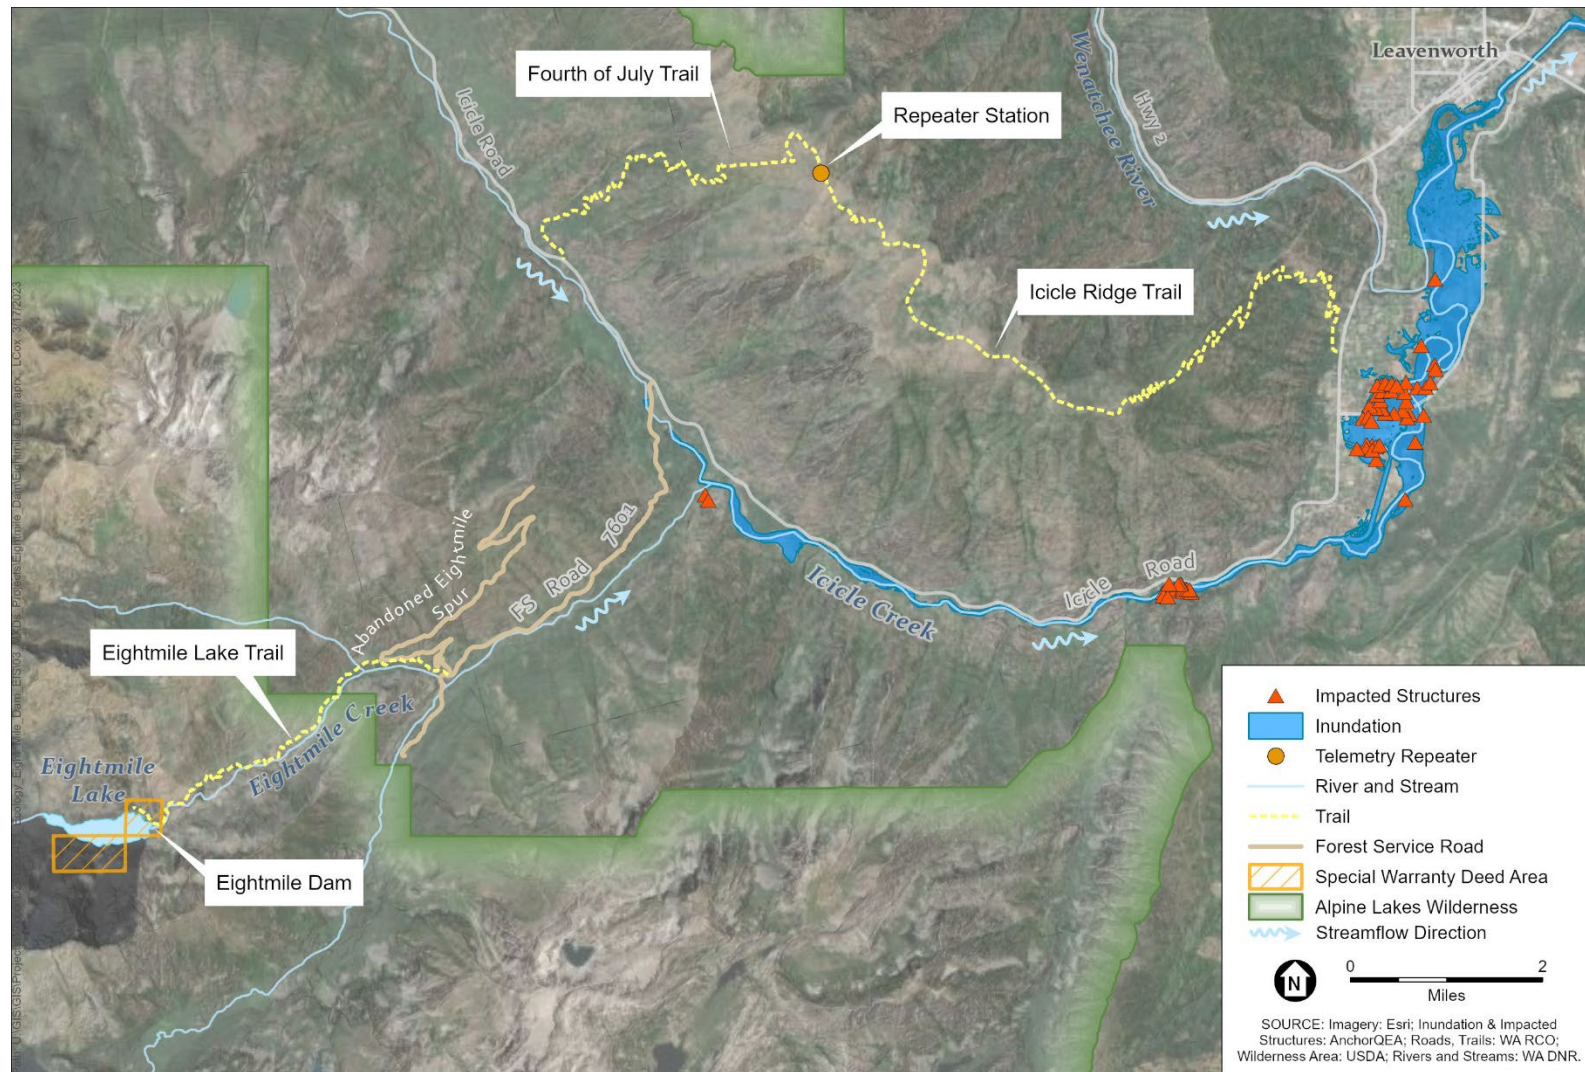 Leavenworth
Fourth of July Trail
Icicle Road
Repeater Station
Wenatchee River
Hwy 2
Icicle Ridge Trail
Abandoned Eightmile
Spur
FS Road 7601
Icicle Creek
Icicle Road
Eightmile Lake Trail
Eightmile Creek
Eightmile
Lake
Eightmile Dam
Impacted Structures
Inundation
Telemetry Repeater
River and Stream
Trail
Forest Service Road
Special Warranty Deed Area
Alpine Lakes Wilderness
Streamflow Direction
N
0 2
Miles
SOURCE: Imagery: Esri; Inundation & Impacted
Structures: AnchorQEA; Roads, Trails: WA RCO;
Wilderness Area: USDA; Rivers and Streams: WA DNR.